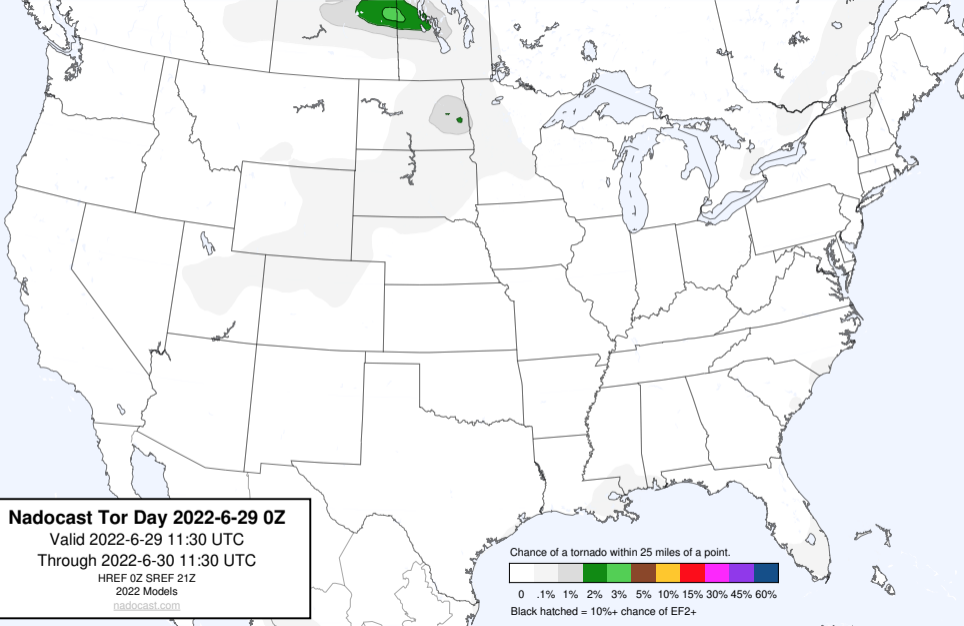 Nadocast Tor Day 2022-6-29 0Z
Valid 2022-6-29 11:30 UTC
Through 2022-6-30 11:30 UTC
HREF 0Z SREF 21Z
2022 Models
nadocast.com
Chance of a tornado within 25 miles of a point.
0 .1% 1% 2% 3% 5% 10% 15% 30% 45% 60%
Black hatched = 10%+ chance of EF2+